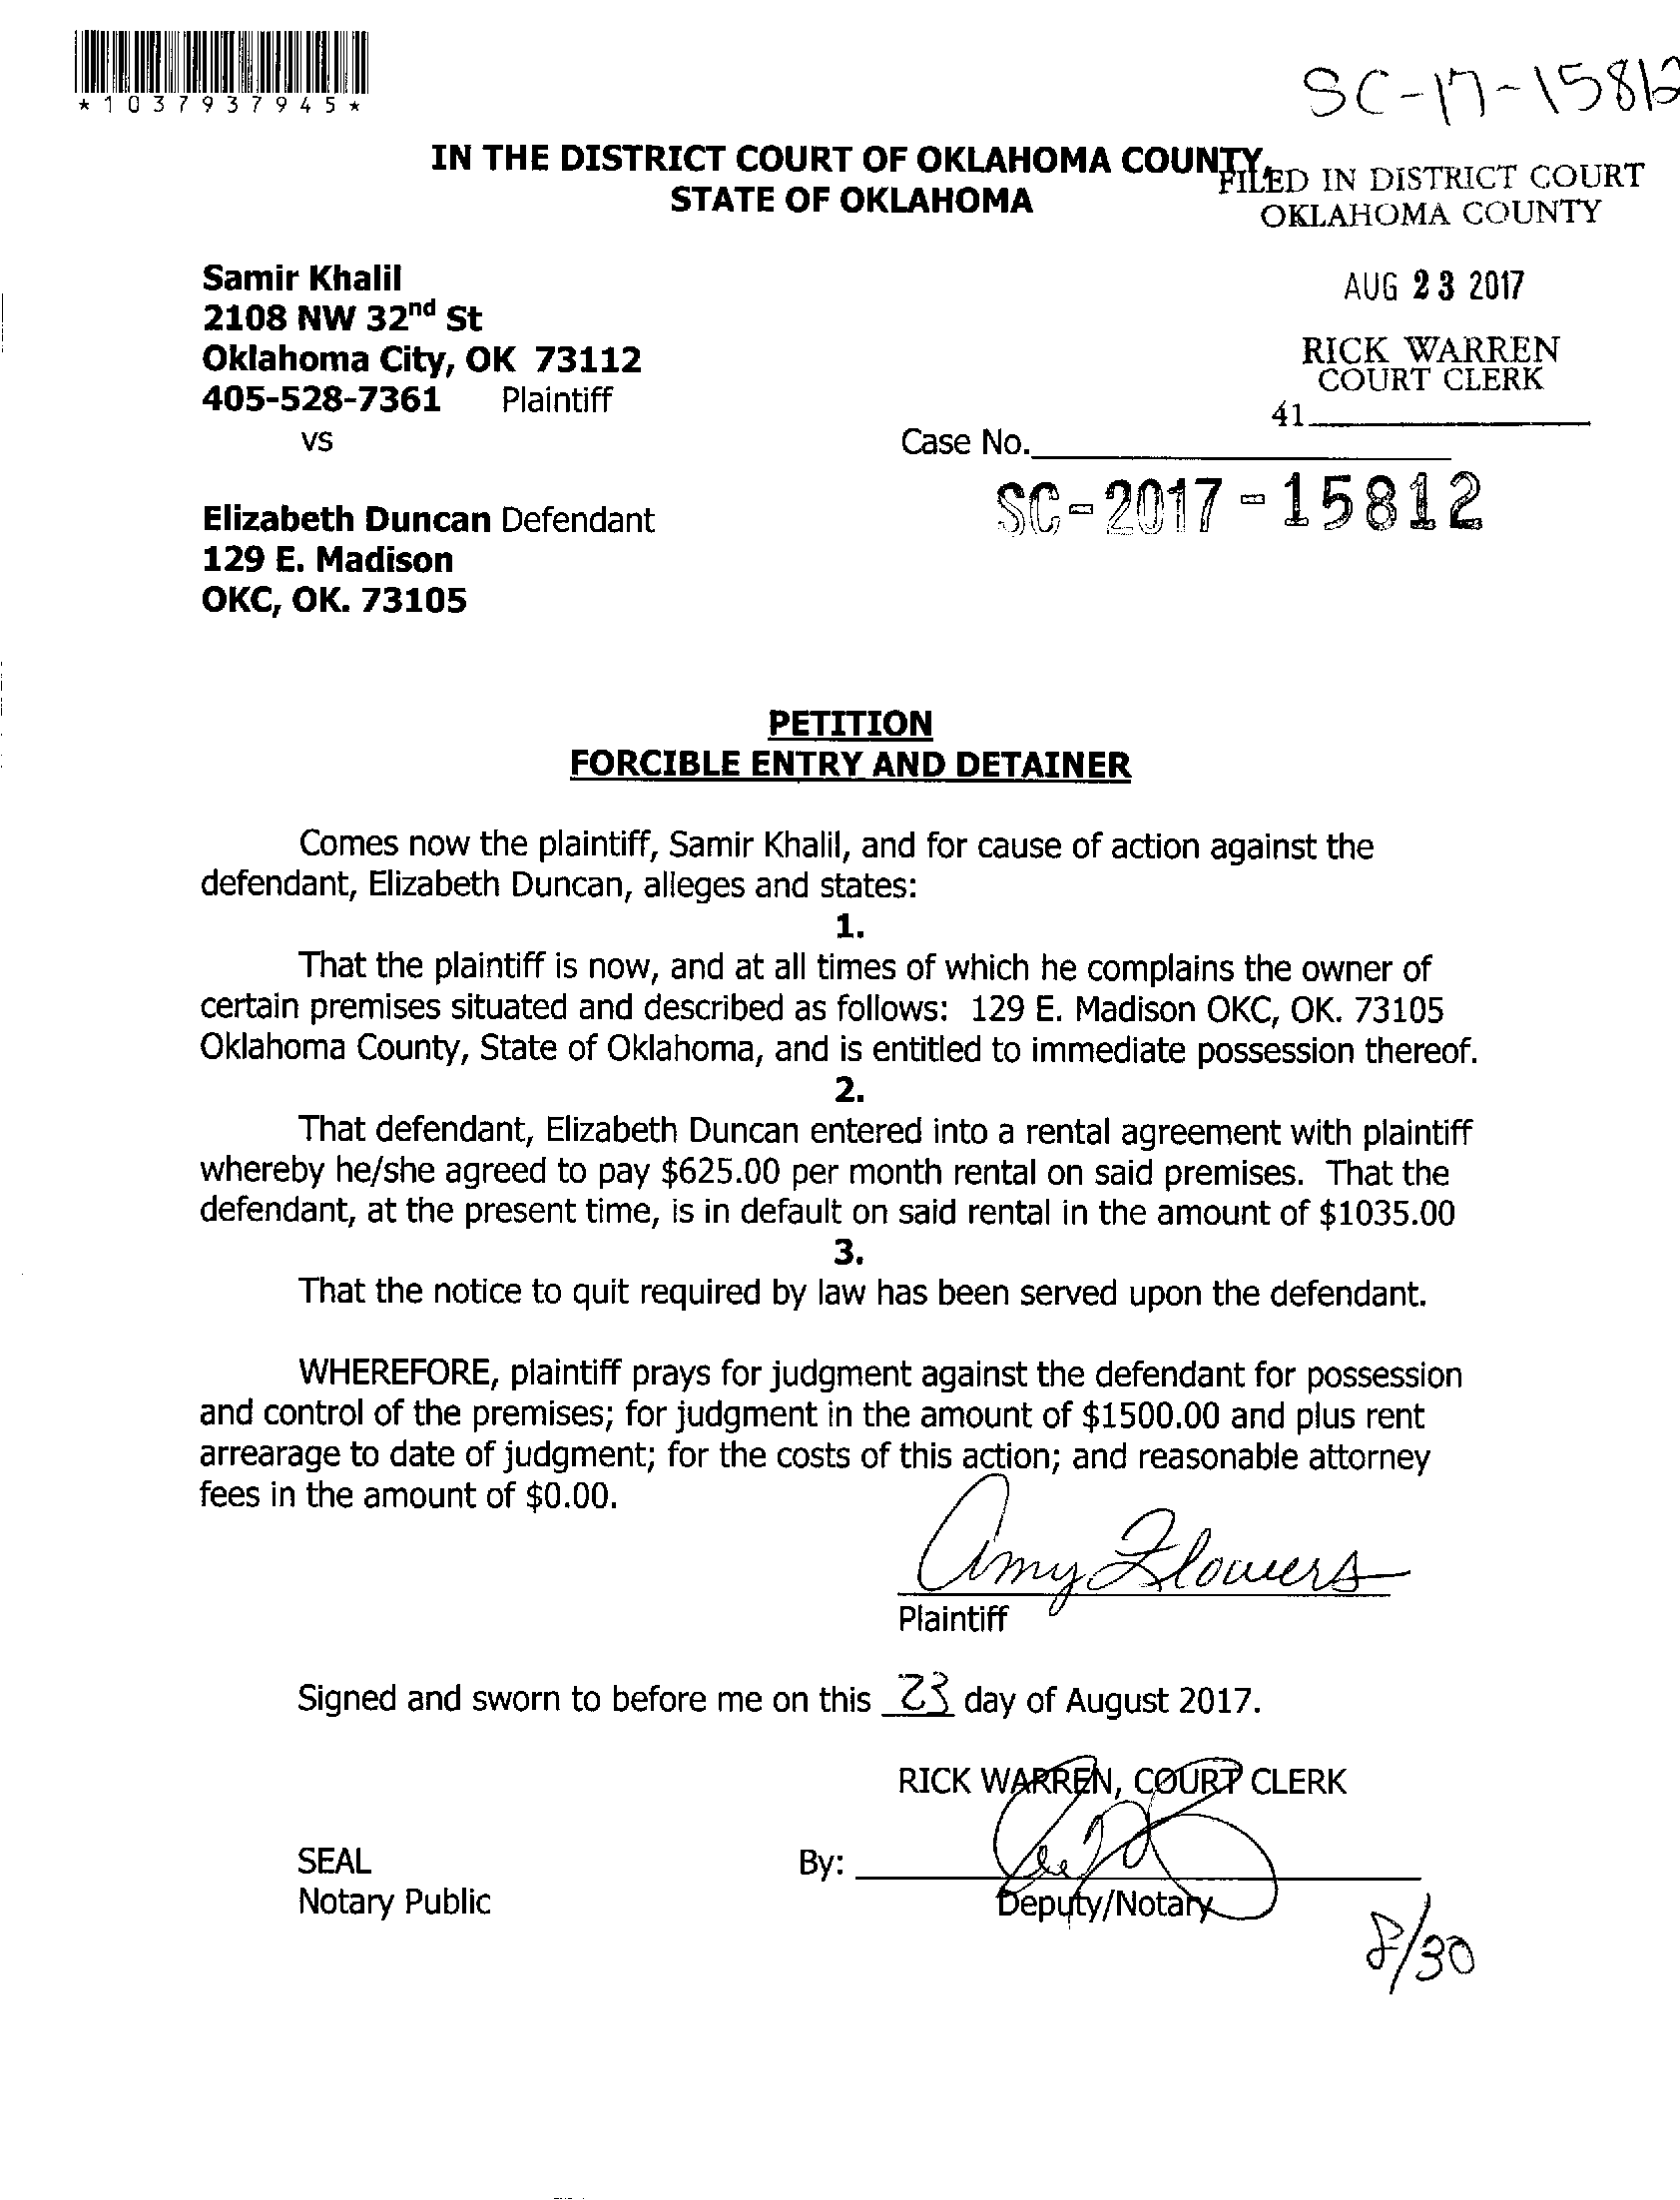 *1037937945*
SC-17-15812
IN THE DISTRICT COURT OF OKLAHOMA COUNTY
STATE OF OKLAHOMA
FILED IN DISTRICT COURT
OKLAHOMA COUNTY
Samir Khalil
2108 NW 32nd St
Oklahoma City, OK 73112
405-528-7361 Plaintiff
vs
AUG 23 2017
RICK WARREN
COURT CLERK
41
Case No.
SC-2017-15812
Elizabeth Duncan Defendant
129 E. Madison
OKC, OK. 73105
PETITION
FORCIBLE ENTRY AND DETAINER
Comes now the plaintiff, Samir Khalil, and for cause of action against the
defendant, Elizabeth Duncan, alleges and states:
1.
That the plaintiff is now, and at all times of which he complains the owner of
certain premises situated and described as follows: 129 E. Madison OKC, OK. 73105
Oklahoma County, State of Oklahoma, and is entitled to immediate possession thereof.
2.
That defendant, Elizabeth Duncan entered into a rental agreement with plaintiff
whereby he/she agreed to pay $625.00 per month rental on said premises. That the
defendant, at the present time, is in default on said rental in the amount of $1035.00
3.
That the notice to quit required by law has been served upon the defendant.
WHEREFORE, plaintiff prays for judgment against the defendant for possession
and control of the premises; for judgment in the amount of $1500.00 and plus rent
arrearage to date of judgment; for the costs of this action; and reasonable attorney
fees in the amount of $0.00.
Amy Flowers
Plaintiff
Signed and sworn to before me on this 23 day of August 2017.
RICK WARREN, COURT CLERK
SEAL
By:
Notary Public
Deputy/Notary
8/30